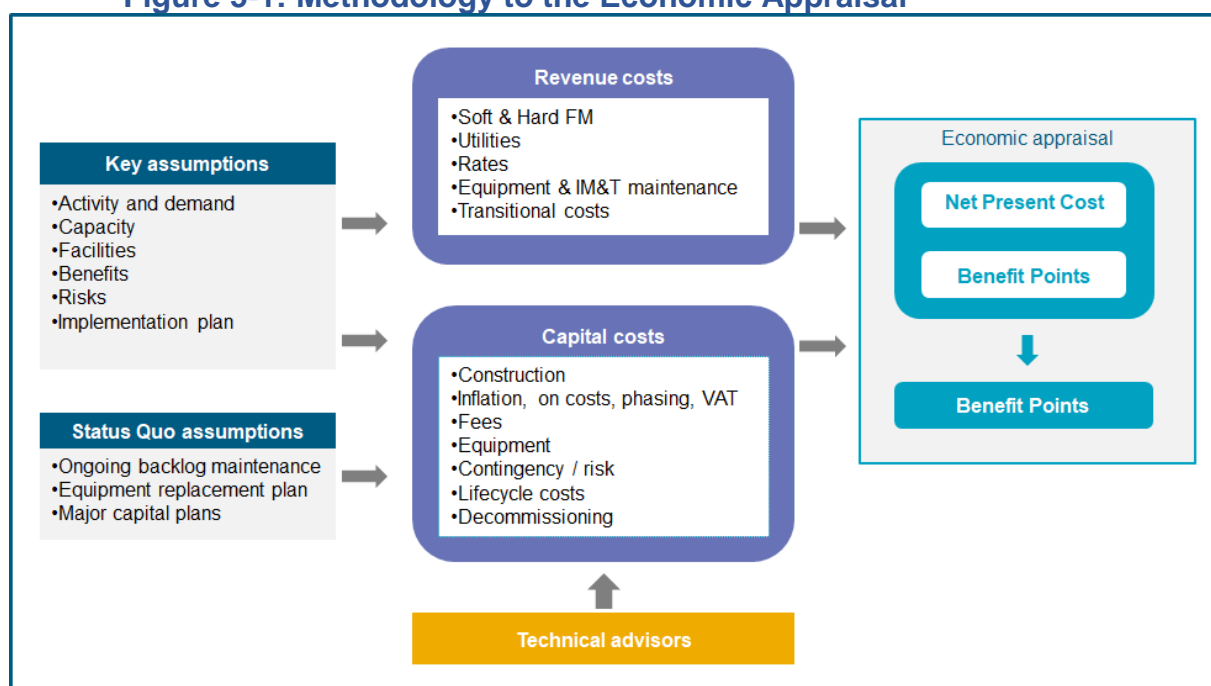 Figure Methodology to the Economic Appraisal
Key assumptions
•Activity and demand
•Capacity
•Facilities
•Benefits
•Risks
•Implementation plan
Status Quo assumptions
•Ongoing backlog maintenance
•Equipment replacement plan
•Major capital plans
Revenue costs
•Soft & Hard FM
•Utilities
•Rates
•Equipment & IM&T maintenance
•Transitional costs
Capital costs
•Construction
•Inflation, on costs, phasing, VAT
•Fees
•Equipment
•Contingency / risk
•Lifecycle costs
•Decommissioning
Technical advisors
Economic appraisal
Net Present Cost
Benefit Points
Benefit Points